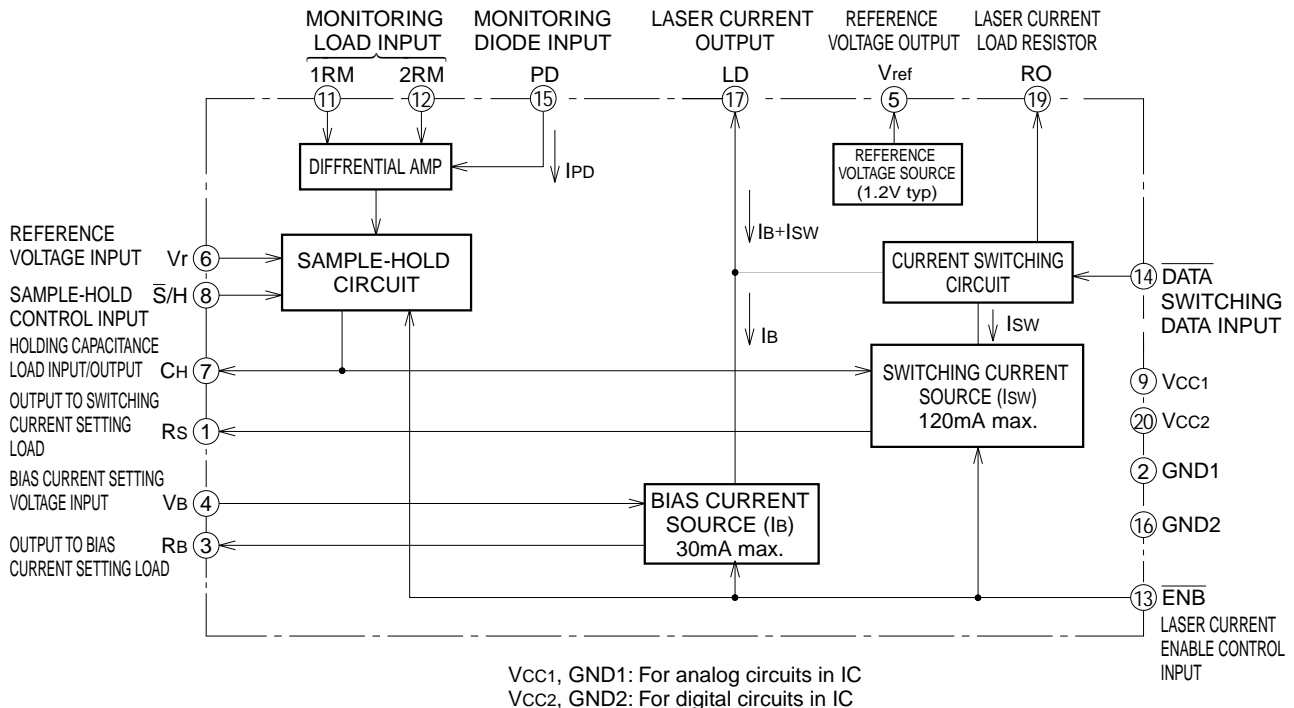 MONITORING
LOAD INPUT
1RM
2RM
MONITORING
DIODE INPUT
PD
LASER CURRENT
OUTPUT
LD
REFERENCE
VOLTAGE OUTPUT
Vref
LASER CURRENT
LOAD RESISTOR
RO
11
12
15
17
5
19
DIFFRENTIAL AMP
IPD
REFERENCE
VOLTAGE SOURCE
(1.2V typ)
REFERENCE
VOLTAGE INPUT
Vr
6
SAMPLE-HOLD
CIRCUIT
IB+ISW
CURRENT SWITCHING
CIRCUIT
14
D̅A̅T̅A̅
SWITCHING
DATA INPUT
SAMPLE-HOLD
CONTROL INPUT
S̅/H
8
IB
ISW
HOLDING CAPACITANCE
LOAD INPUT/OUTPUT
CH
7
SWITCHING CURRENT
SOURCE (ISW)
120mA max.
9
VCC1
OUTPUT TO SWITCHING
CURRENT SETTING
LOAD
RS
1
20
VCC2
2
GND1
BIAS CURRENT SETTING
VOLTAGE INPUT
VB
4
BIAS CURRENT
SOURCE (IB)
30mA max.
16
GND2
OUTPUT TO BIAS
CURRENT SETTING LOAD
RB
3
13
E̅N̅B̅
LASER CURRENT
ENABLE CONTROL
INPUT
VCC1, GND1: For analog circuits in IC
VCC2, GND2: For digital circuits in IC